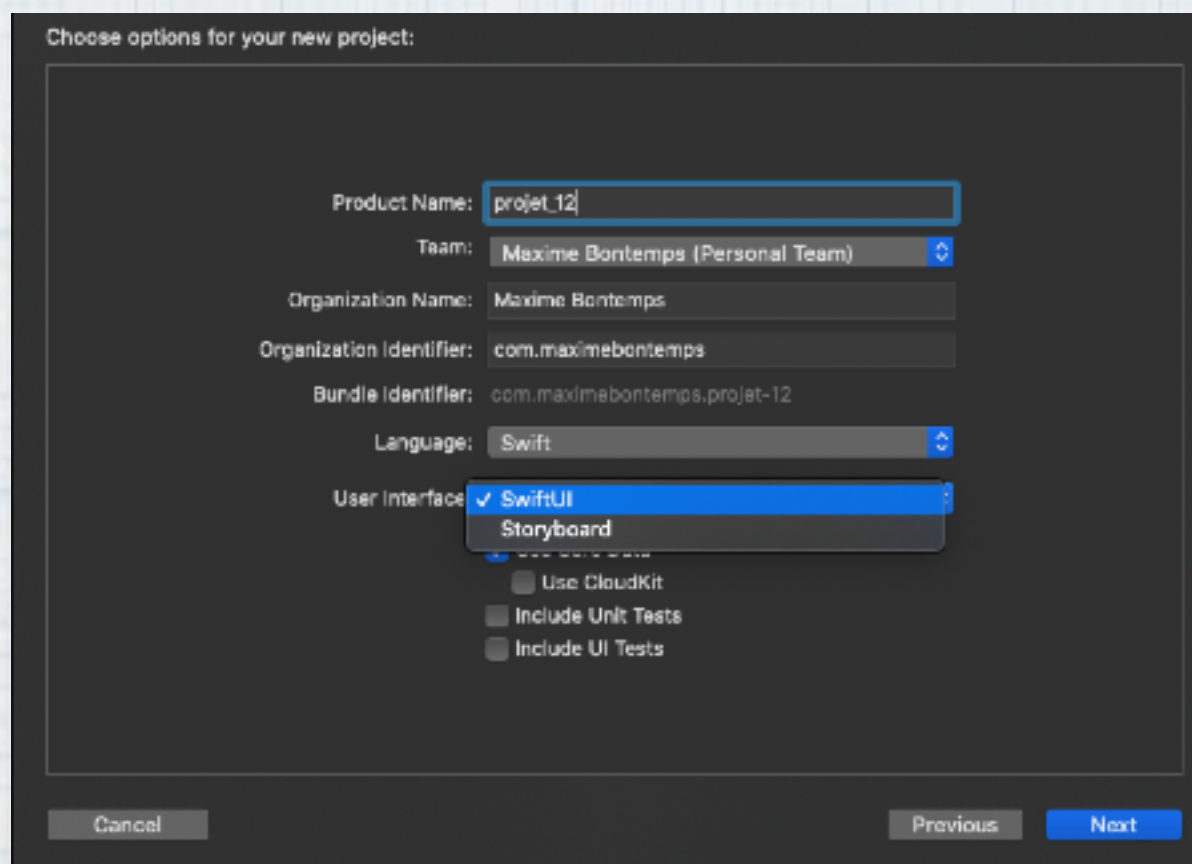 Choose options for your new project:
Product Name: projet_12
Team: Maxime Bontemps (Personal Team)
Organization Name: Maxime Bontemps
Organization Identifier: com.maximebontemps
Bundle Identifier: com.maximebontemps.projet-12
Language: Swift
User Interface ✓ SwiftUI
Storyboard
Use CloudKit
Include Unit Tests
Include UI Tests
Cancel Previous Next